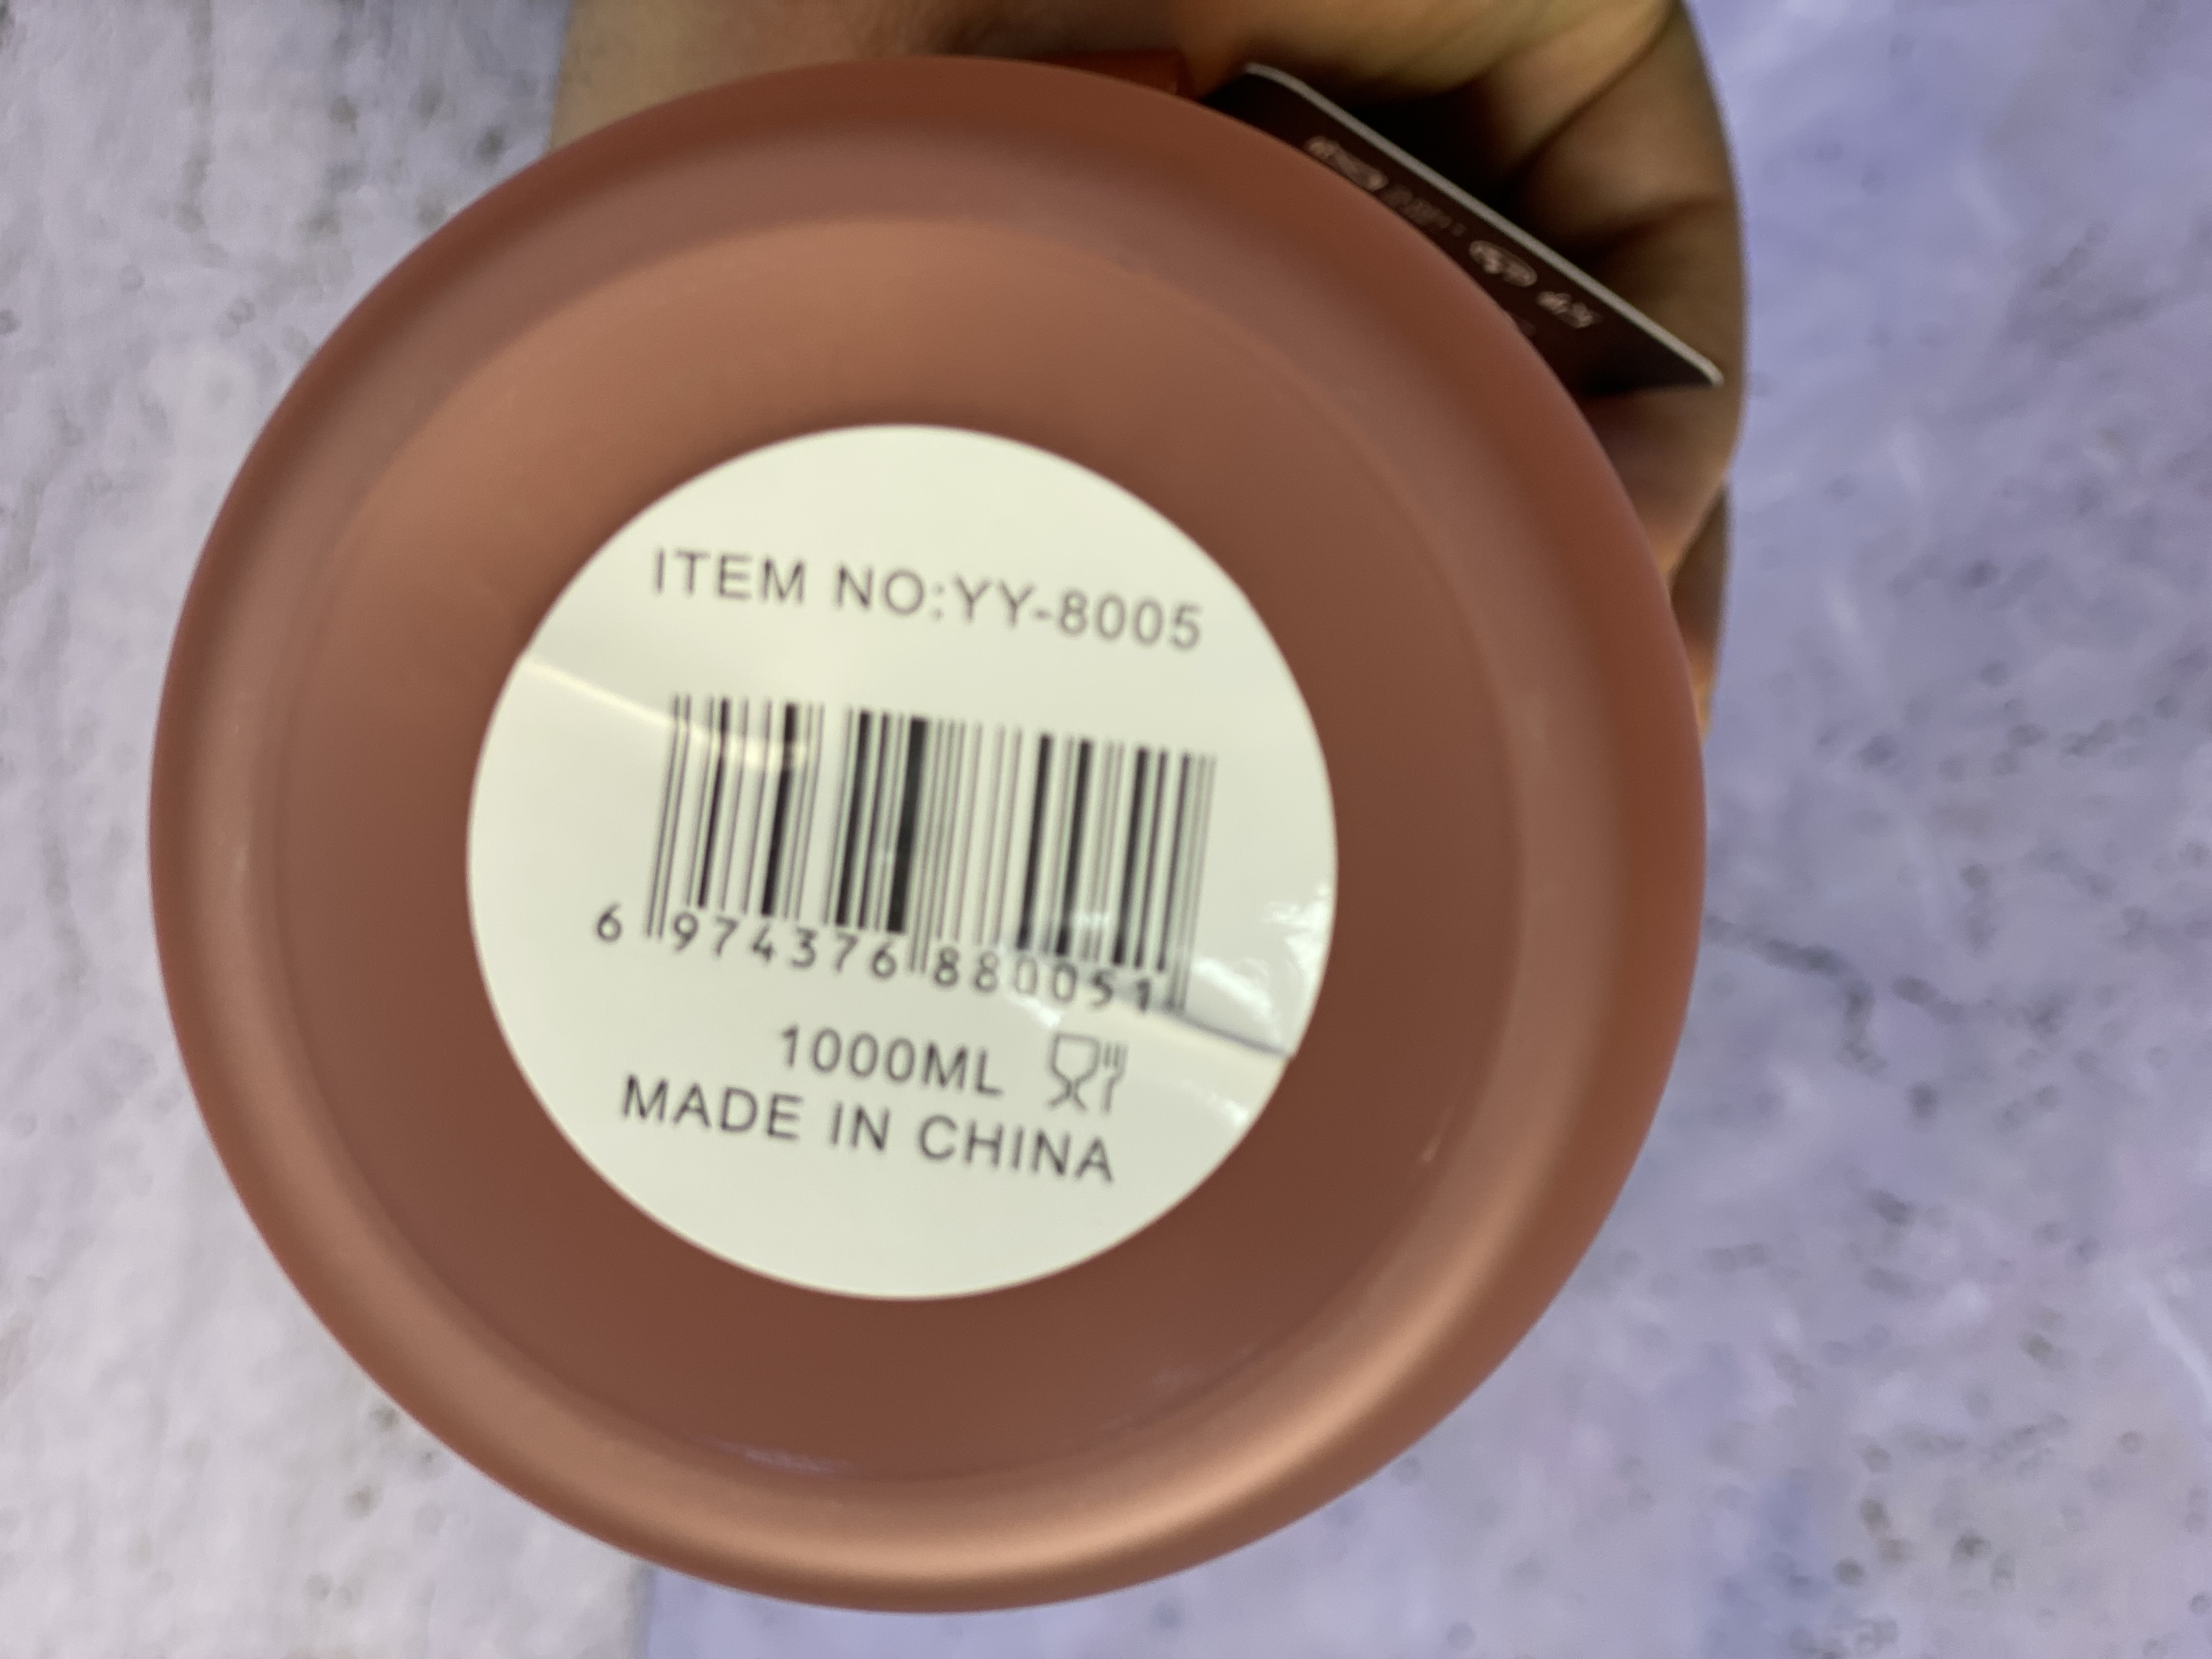 ITEM NO:YY-8005
6 974376 880051
1000ML
MADE IN CHINA